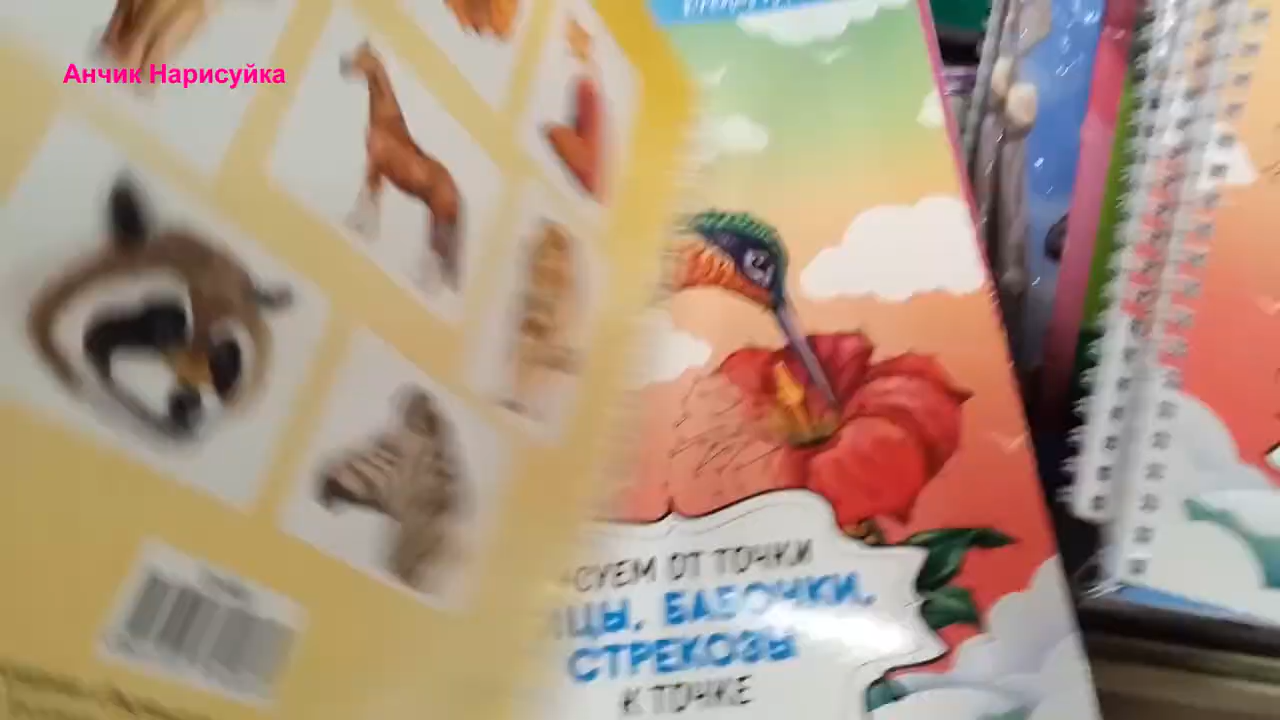 Анчик Нарисуйка
СУЕМ ОТ ТОЧКИ
ЦЫ, БАБОЧКИ,
СТРЕКОЗЫ
К ТОЧКЕ